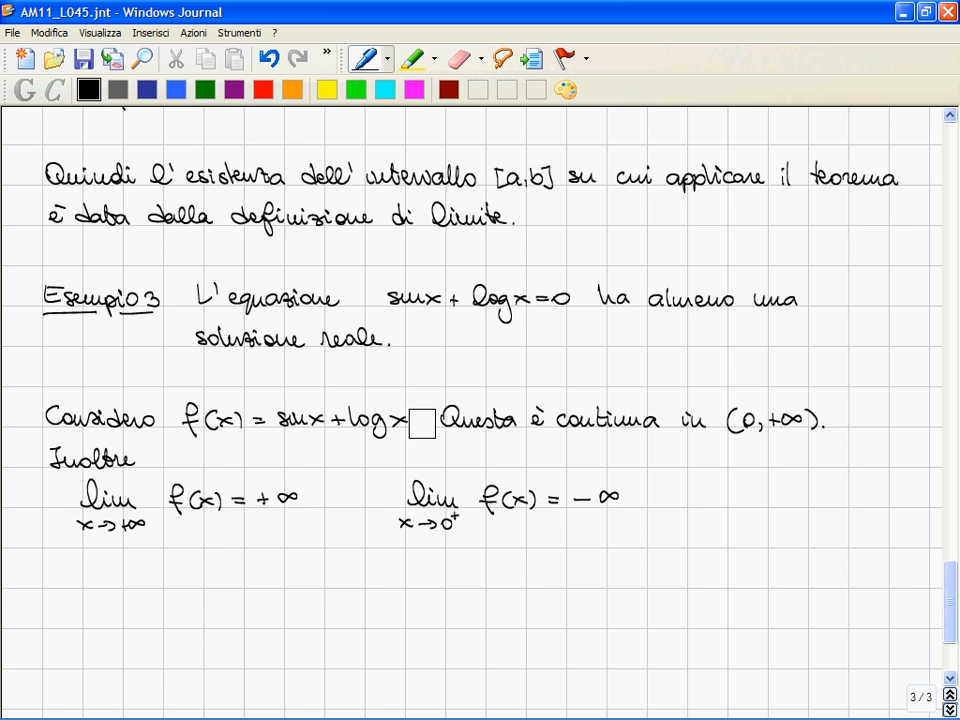 AM11_L045.jnt - Windows Journal
File Modifica Visualizza Inserisci Azioni Strumenti ?
G C
Quindi l'esistenza dell'intervallo [a,b] su cui applicare il teorema
è data dalla definizione di limite.
Esempio 3 L'equazione sin x + log x = 0 ha almeno una
soluzione reale.
Considero f(x) = sin x + log x Questa è continua in (0, +∞).
Inoltre
lim f(x) = + ∞ lim f(x) = - ∞
x → +∞ x → 0⁺
3 / 3